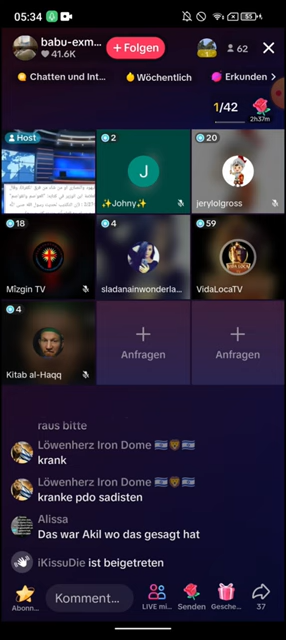 05:34
55
babu-exm...
41.6K
+ Folgen
62
Chatten und Int...
Wöchentlich
Erkunden
1/42
2h37m
Host
2
J
✨Johny✨
20
jerylolgross
18
Mîzgin TV
4
sladanainwonderla...
59
VidaLocaTV
4
Kitab al-Haqq
Anfragen
Anfragen
raus bitte
Löwenherz Iron Dome 🇮🇱🦁🇮🇱
krank
Löwenherz Iron Dome 🇮🇱🦁🇮🇱
kranke pdo sadisten
Alissa
Das war Akil wo das gesagt hat
iKissuDie ist beigetreten
Komment...
Abonn...
LIVE mi...
Senden
Gesche...
37